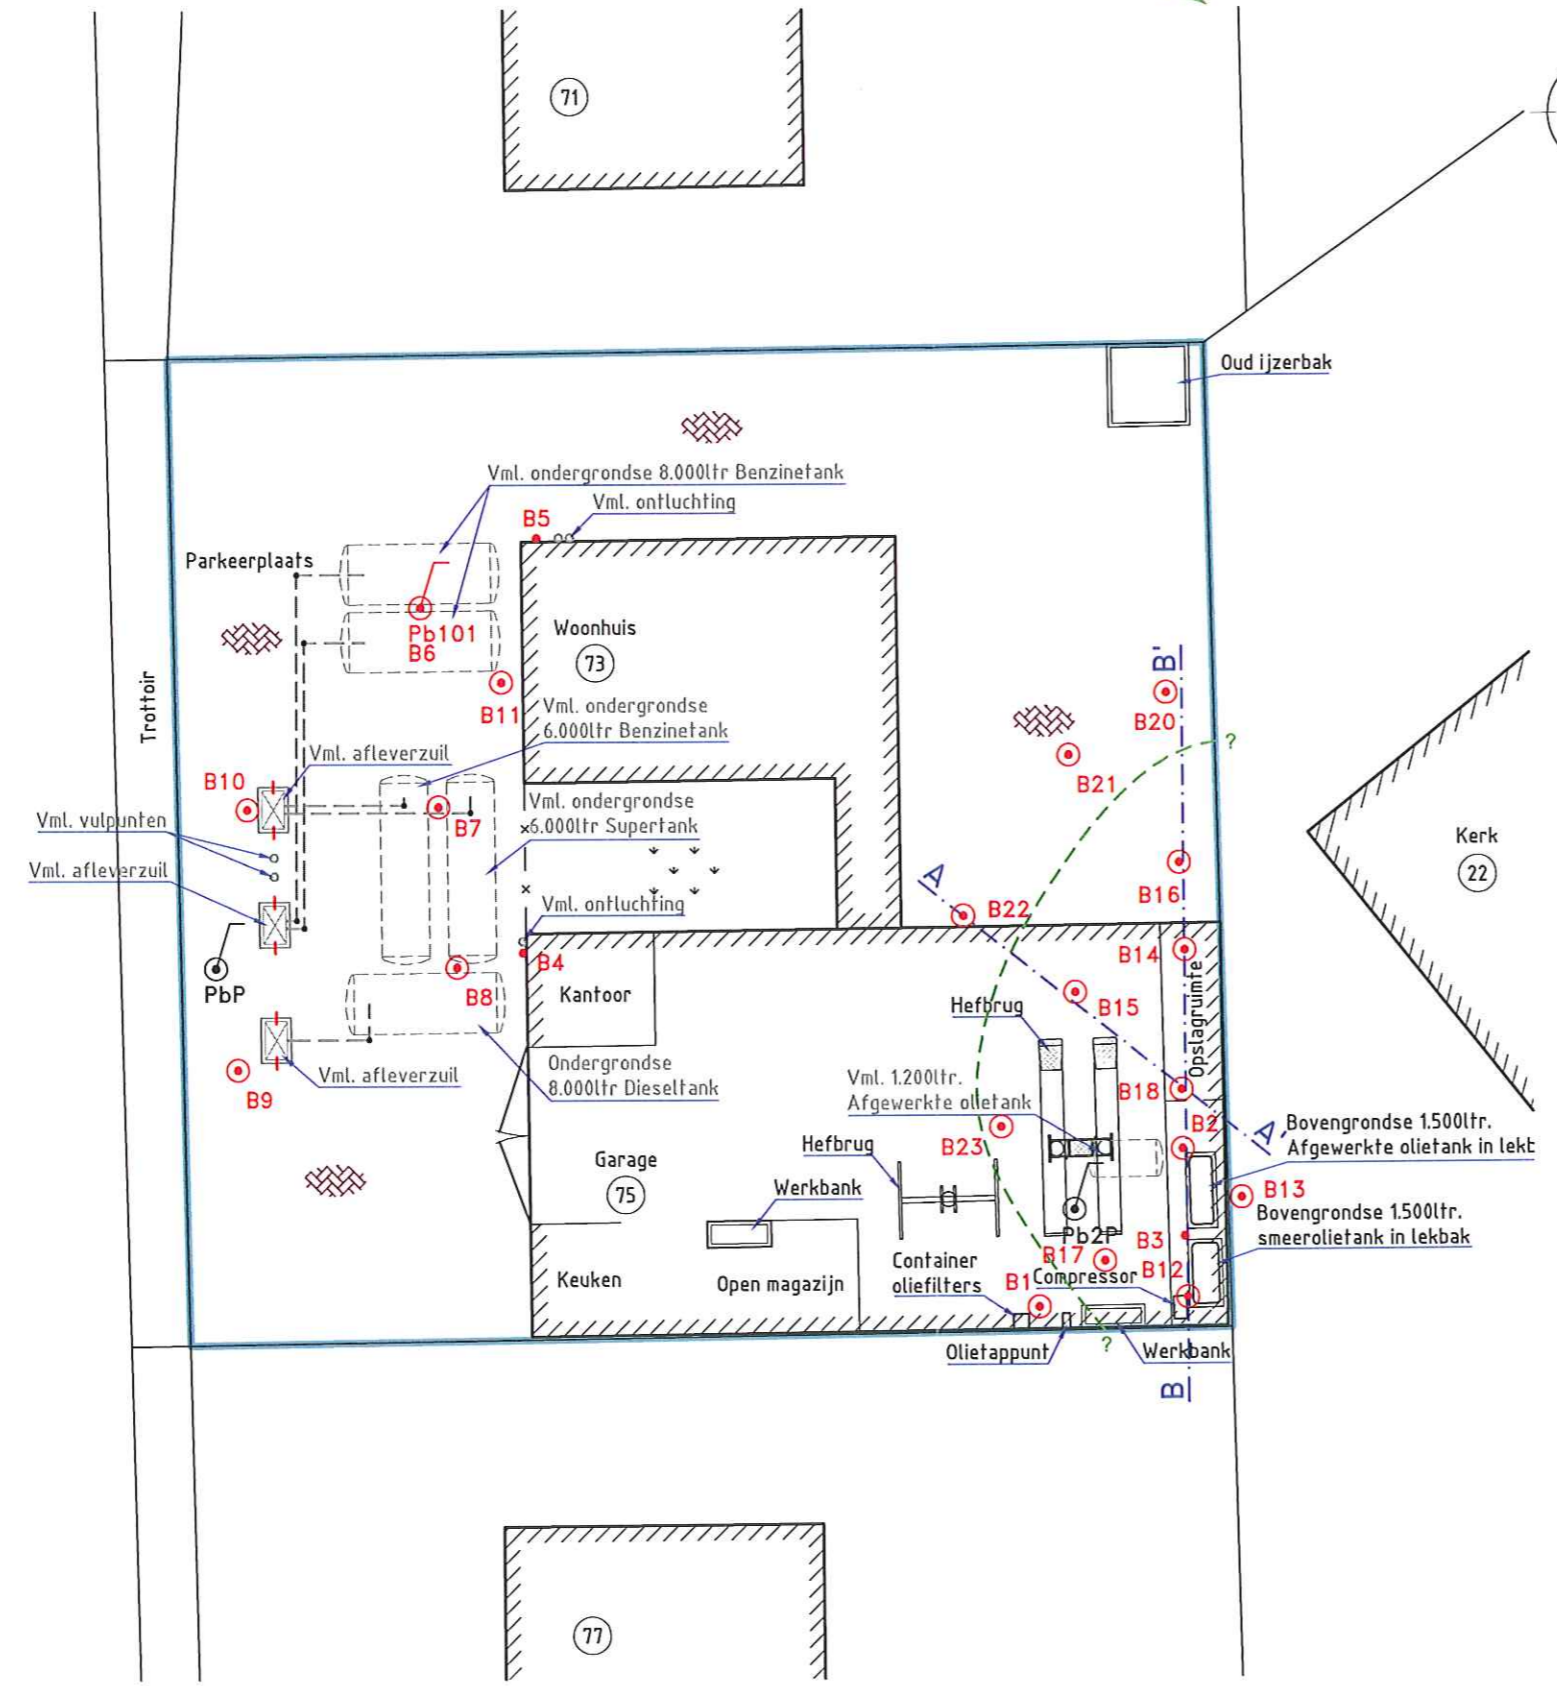 71
Oud ijzerbak
Vml. ondergrondse 8.000ltr Benzinetank
Vml. ontluchting
B5
Parkeerplaats
Pb101
B6
Woonhuis
73
B11
Vml. ondergrondse
6.000ltr Benzinetank
Trottoir
B'
B20
B21
Vml. afleverzuil
B10
B7
Vml. ondergrondse
6.000ltr Supertank
Vml. vulpunten
Vml. afleverzuil
Kerk
22
A
B16
B22
Vml. ontluchting
B4
B14
PbP
B8
Kantoor
Hefbrug
B15
Opslagrumte
Ondergrondse
8.000ltr Dieseltank
Vml. afleverzuil
B9
Vml. 1.200ltr.
Afgewerkte olietank
B18
B2
A'
Bovengrondse 1.500ltr.
Afgewerkte olietank in lekt
B23
Hefbrug
Garage
75
Werkbank
B13
Bovengrondse 1.500ltr.
smeerolietank in lekbak
Pb2P
B3
B17
Container
oliefilters
B1
Compressor
B12
Keuken
Open magazijn
Olietappunt
?
?
Werkbank
B
77